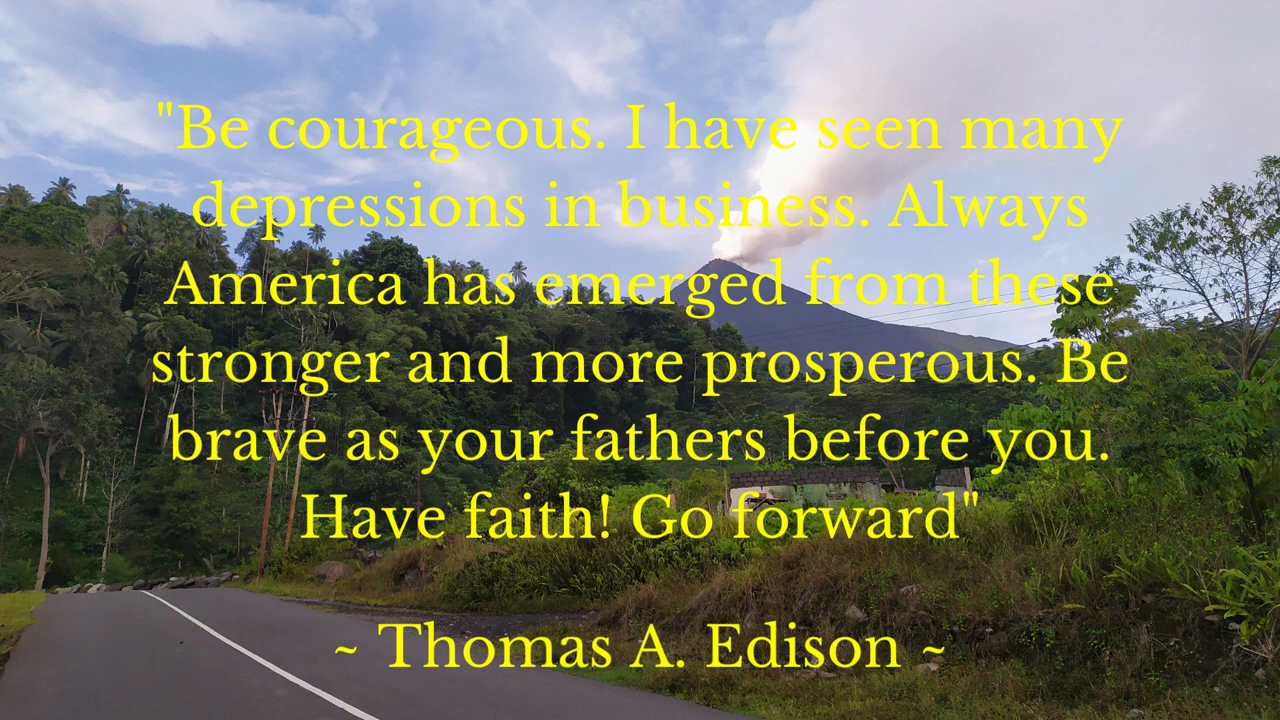 "Be courageous. I have seen many
depressions in business. Always
America has emerged from these
stronger and more prosperous. Be
brave as your fathers before you.
Have faith! Go forward"
~ Thomas A. Edison ~